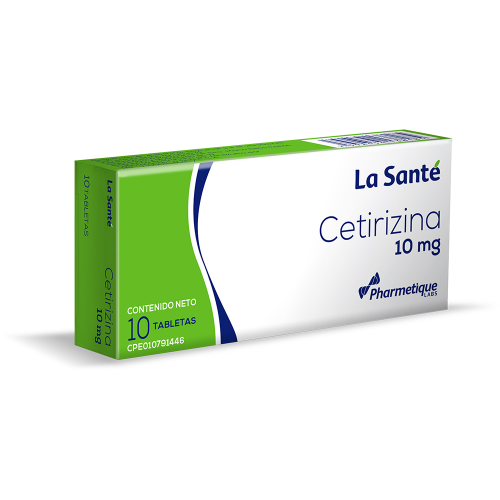 La Santé
Cetirizina
10 mg
Pharmetique
LABS
CONTENIDO NETO
10 TABLETAS
CPE010791446
10 TABLETAS
La Santé
Cetirizina
10 mg